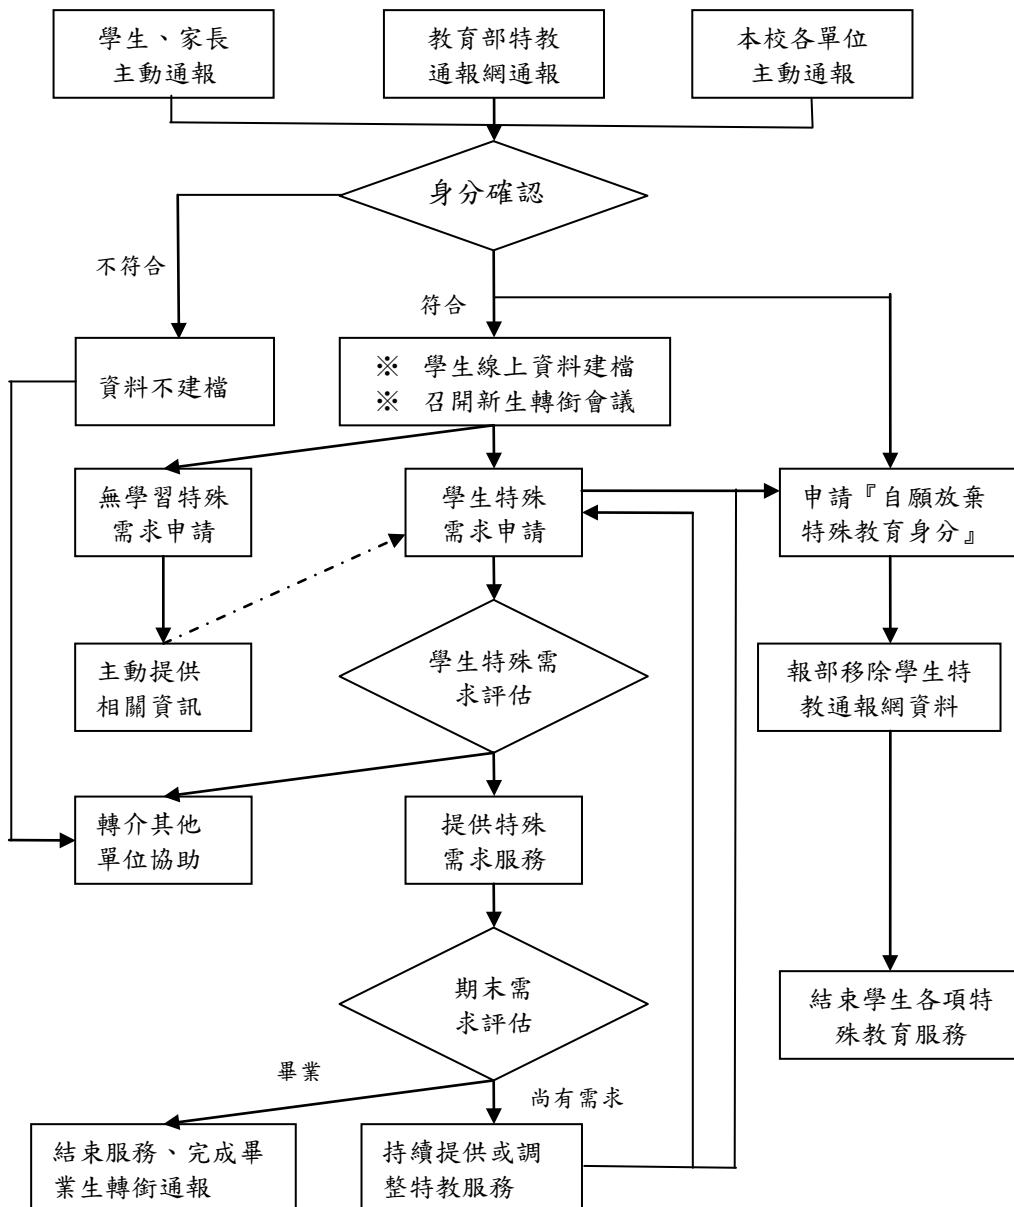 學生、家長
主動通報
教育部特教
通報網通報
本校各單位
主動通報
身分確認
不符合
符合
資料不建檔
※ 學生線上資料建檔
※ 召開新生轉銜會議
無學習特殊
需求申請
學生特殊
需求申請
申請『自願放棄
特殊教育身分』
主動提供
相關資訊
學生特殊需
求評估
報部移除學生特
教通報網資料
轉介其他
單位協助
提供特殊
需求服務
期末需
求評估
結束學生各項特
殊教育服務
畢業
尚有需求
結束服務、完成畢
業生轉銜通報
持續提供或調
整特教服務